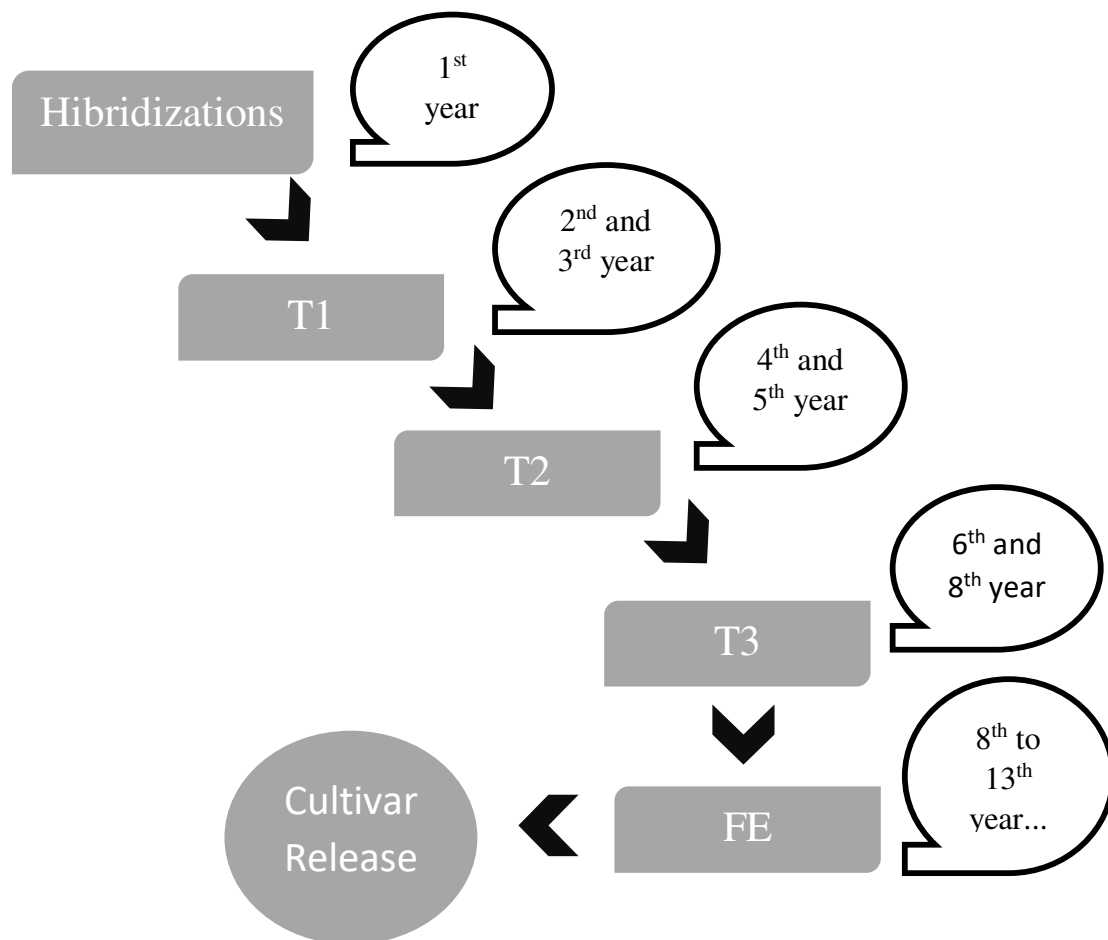 Hibridizations
1st
year
T1
2nd and
3rd year
T2
4th and
5th year
T3
6th and
8th year
FE
8th to
13th
year...
Cultivar
Release